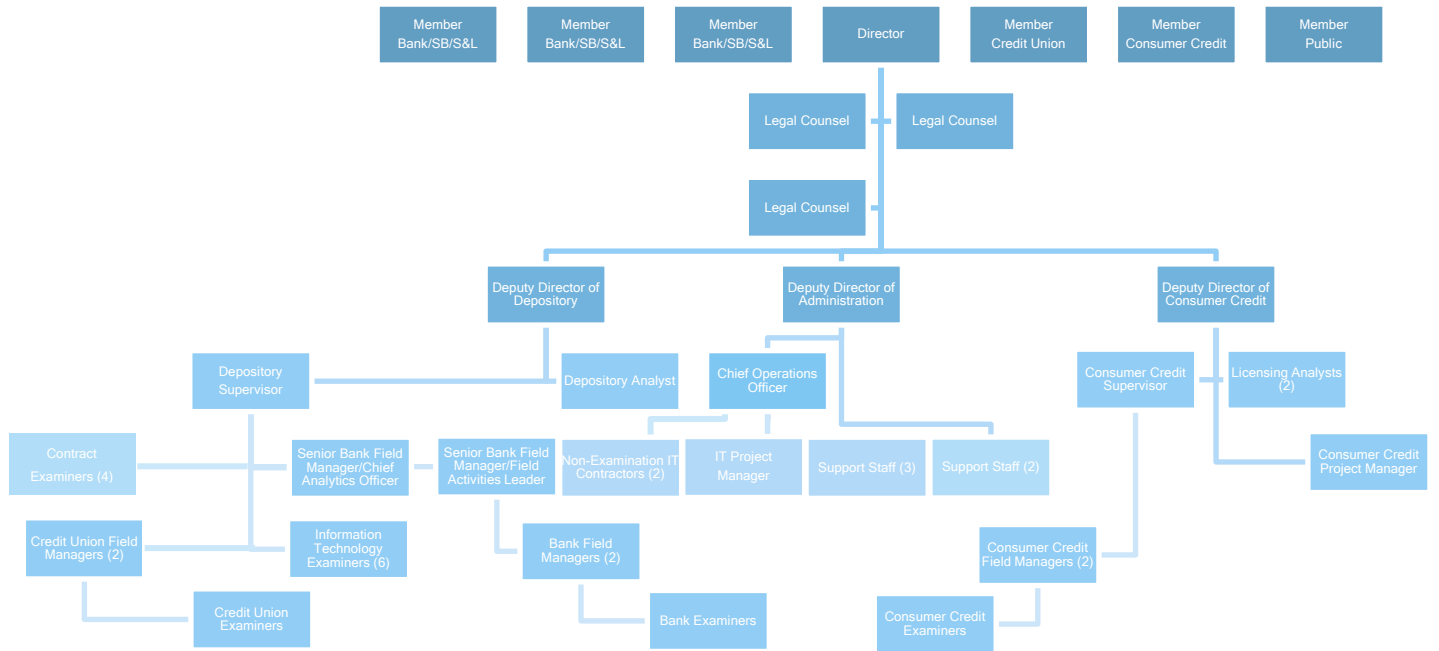 Member
Bank/SB/S&L
Member
Bank/SB/S&L
Member
Bank/SB/S&L
Director
Member
Credit Union
Member
Consumer Credit
Member
Public
Legal Counsel
Legal Counsel
Legal Counsel
Deputy Director of
Depository
Deputy Director of
Administration
Deputy Director of
Consumer Credit
Depository
Supervisor
Depository Analyst
Chief Operations
Officer
Consumer Credit
Supervisor
Licensing Analysts
(2)
Contract
Examiners (4)
Senior Bank Field
Manager/Chief
Analytics Officer
Senior Bank Field
Manager/Field
Activities Leader
Non-Examination IT
Contractors (2)
IT Project
Manager
Support Staff (3)
Support Staff (2)
Consumer Credit
Project Manager
Credit Union Field
Managers (2)
Information
Technology
Examiners (6)
Bank Field
Managers (2)
Consumer Credit
Field Managers (2)
Credit Union
Examiners
Bank Examiners
Consumer Credit
Examiners